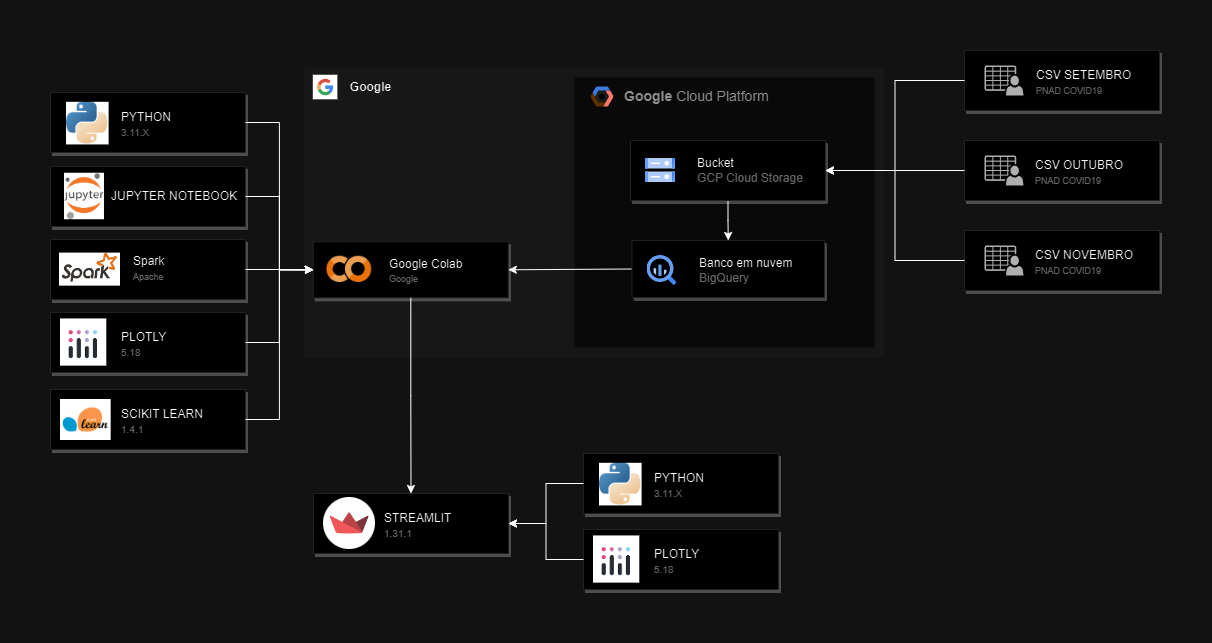 Google
Google Cloud Platform
PYTHON
3.11.X
jupyter
JUPYTER NOTEBOOK
Spark
Spark
Apache
PLOTLY
5.18
learn
SCIKIT LEARN
1.4.1
Google Colab
Google
Bucket
GCP Cloud Storage
Banco em nuvem
BigQuery
CSV SETEMBRO
PNAD COVID19
CSV OUTUBRO
PNAD COVID19
CSV NOVEMBRO
PNAD COVID19
STREAMLIT
1.31.1
PYTHON
3.11.X
PLOTLY
5.18